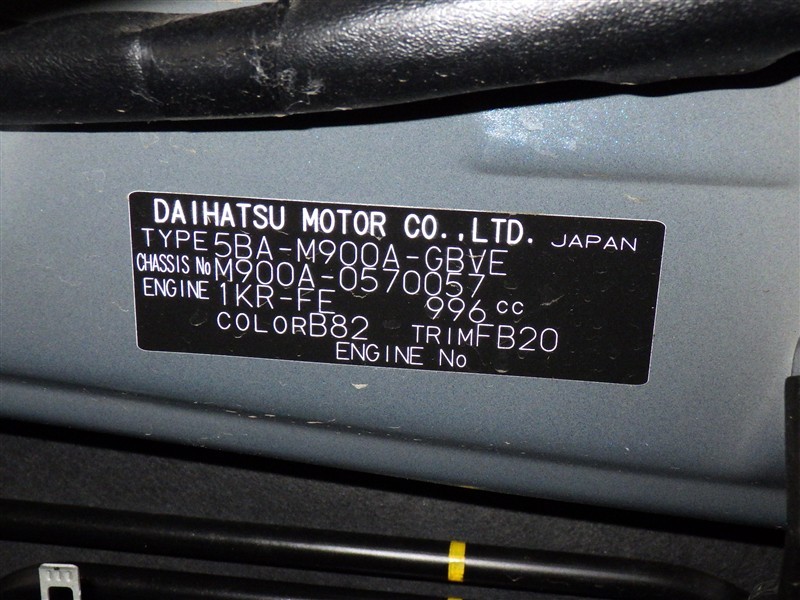 DAIHATSU MOTOR CO.,LTD. JAPAN
TYPE 5BA-M900A-GBVE
CHASSIS No M900A-0570057
ENGINE 1KR-FE 996 cc
COLOR B82 TRIM FB20
ENGINE No